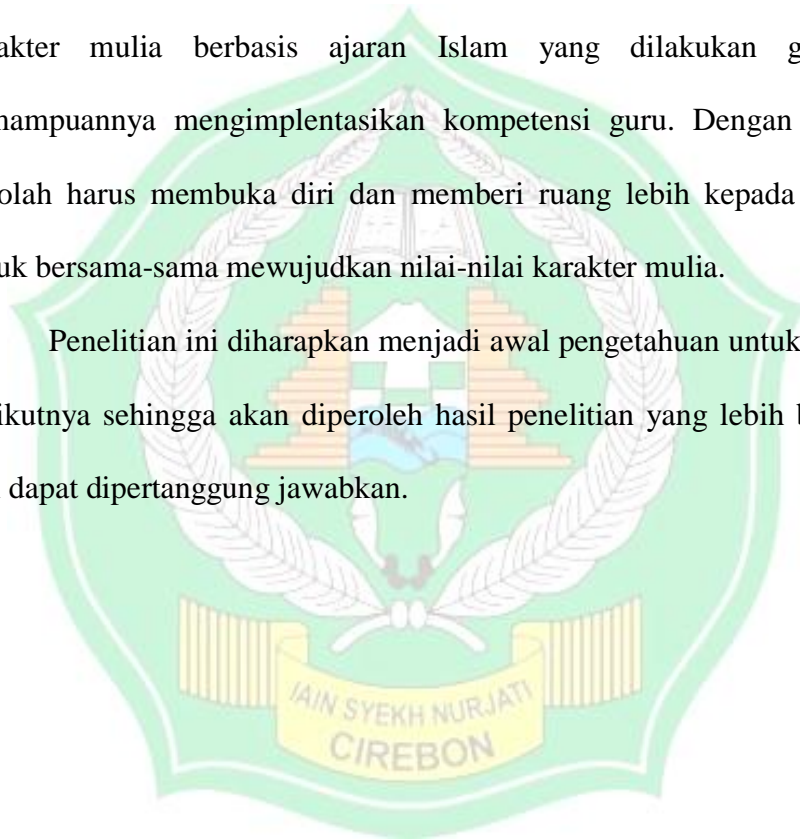 akter mulia berbasis ajaran Islam yang dilakukan g
nampuannya mengimplentasikan kompetensi guru. Dengan
olah harus membuka diri dan memberi ruang lebih kepada
uk bersama-sama mewujudkan nilai-nilai karakter mulia.
Penelitian ini diharapkan menjadi awal pengetahuan untuk
ikutnya sehingga akan diperoleh hasil penelitian yang lebih b
dapat dipertanggung jawabkan.
IAIN SYEKH NURJATI
CIREBON